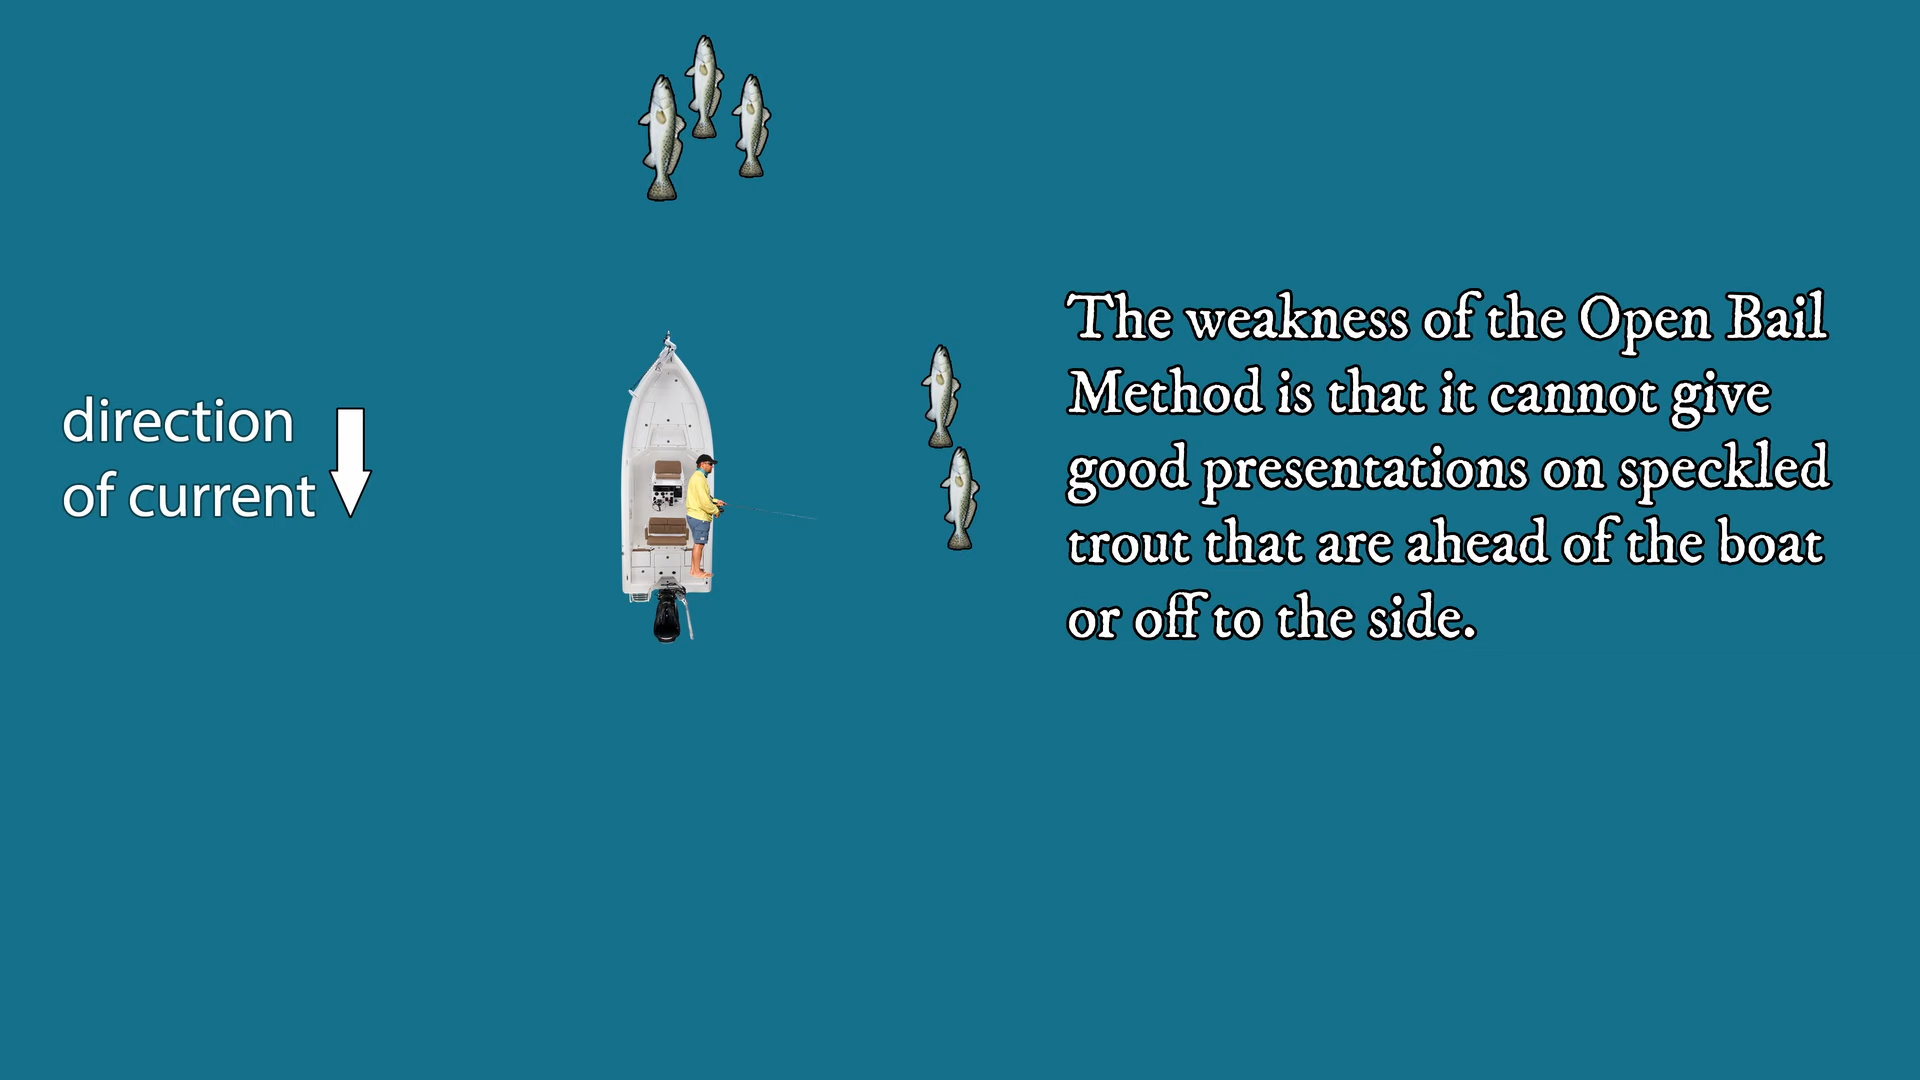 direction
of current
The weakness of the Open Bail
Method is that it cannot give
good presentations on speckled
trout that are ahead of the boat
or off to the side.